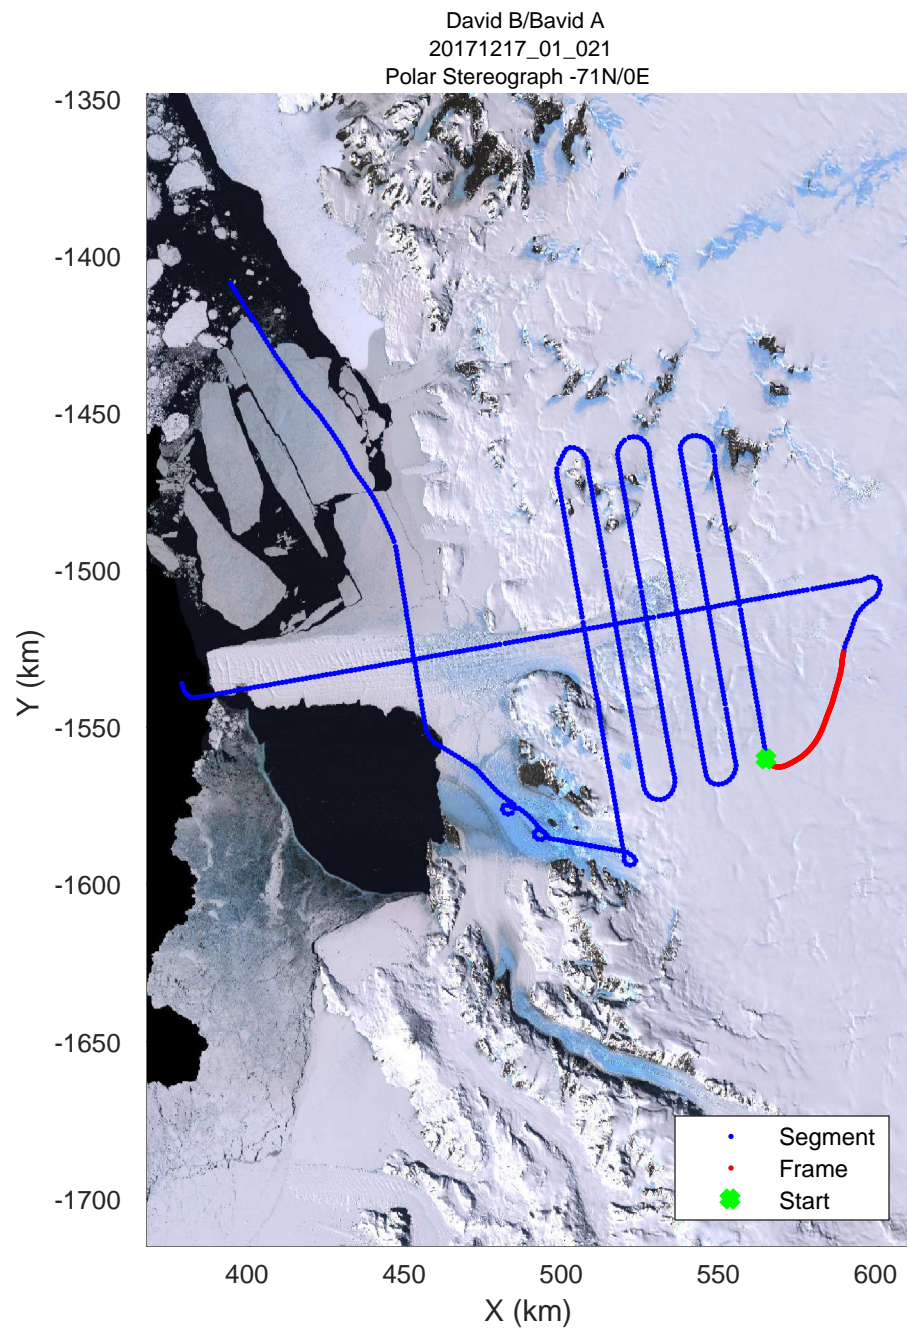 David B/Bavid A
20171217_01_021
Polar Stereograph -71N/0E
-1350
-1400
-1450
-1500
-1550
-1600
-1650
-1700
Y (km)
400 450 500 550 600
X (km)
Segment
Frame
Start